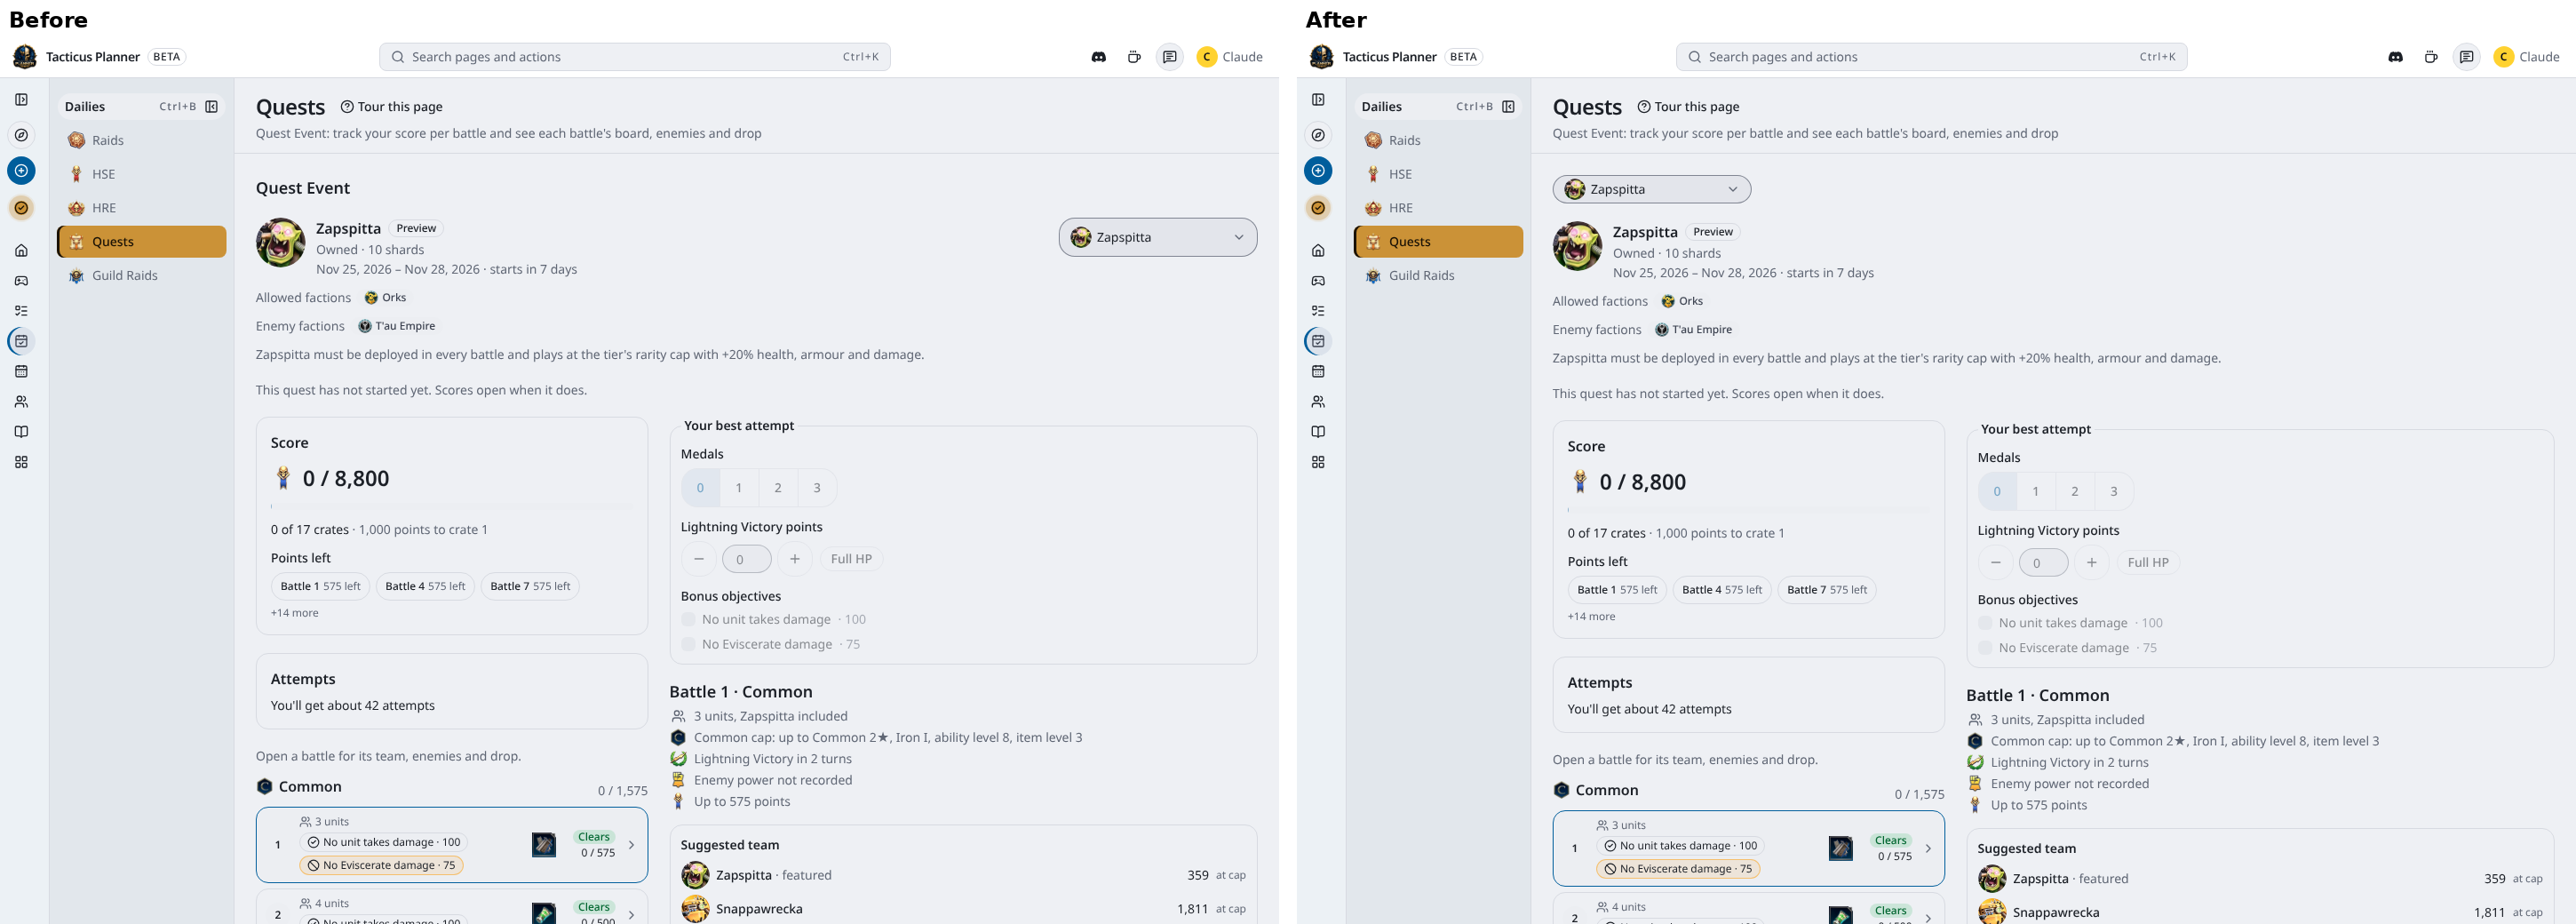 Before
Tacticus Planner BETA
Search pages and actions Ctrl+K
C Claude
Dailies Ctrl+B
Raids
HSE
HRE
Quests
Guild Raids
Quests Tour this page
Quest Event: track your score per battle and see each battle's board, enemies and drop
Quest Event
Zapspitta Preview
Owned · 10 shards
Nov 25, 2026 – Nov 28, 2026 · starts in 7 days
Zapspitta
Allowed factions Orks
Enemy factions T'au Empire
Zapspitta must be deployed in every battle and plays at the tier's rarity cap with +20% health, armour and damage.
This quest has not started yet. Scores open when it does.
Score
0 / 8,800
0 of 17 crates · 1,000 points to crate 1
Points left
Battle 1 575 left Battle 4 575 left Battle 7 575 left
+14 more
Attempts
You'll get about 42 attempts
Open a battle for its team, enemies and drop.
Common 0 / 1,575
1
3 units
No unit takes damage · 100
No Eviscerate damage · 75
Clears
0 / 575
2
4 units
No unit takes damage · 100
Clears
0 / 500
Your best attempt
Medals
0 1 2 3
Lightning Victory points
− 0 + Full HP
Bonus objectives
No unit takes damage · 100
No Eviscerate damage · 75
Battle 1 · Common
3 units, Zapspitta included
Common cap: up to Common 2★, Iron I, ability level 8, item level 3
Lightning Victory in 2 turns
Enemy power not recorded
Up to 575 points
Suggested team
Zapspitta · featured 359 at cap
Snappawrecka 1,811 at cap
After
Tacticus Planner BETA
Search pages and actions Ctrl+K
C Claude
Dailies Ctrl+B
Raids
HSE
HRE
Quests
Guild Raids
Quests Tour this page
Quest Event: track your score per battle and see each battle's board, enemies and drop
Zapspitta
Zapspitta Preview
Owned · 10 shards
Nov 25, 2026 – Nov 28, 2026 · starts in 7 days
Allowed factions Orks
Enemy factions T'au Empire
Zapspitta must be deployed in every battle and plays at the tier's rarity cap with +20% health, armour and damage.
This quest has not started yet. Scores open when it does.
Score
0 / 8,800
0 of 17 crates · 1,000 points to crate 1
Points left
Battle 1 575 left Battle 4 575 left Battle 7 575 left
+14 more
Attempts
You'll get about 42 attempts
Open a battle for its team, enemies and drop.
Common 0 / 1,575
1
3 units
No unit takes damage · 100
No Eviscerate damage · 75
Clears
0 / 575
2
4 units
Clears
Your best attempt
Medals
0 1 2 3
Lightning Victory points
− 0 + Full HP
Bonus objectives
No unit takes damage · 100
No Eviscerate damage · 75
Battle 1 · Common
3 units, Zapspitta included
Common cap: up to Common 2★, Iron I, ability level 8, item level 3
Lightning Victory in 2 turns
Enemy power not recorded
Up to 575 points
Suggested team
Zapspitta · featured 359 at cap
Snappawrecka 1,811 at cap